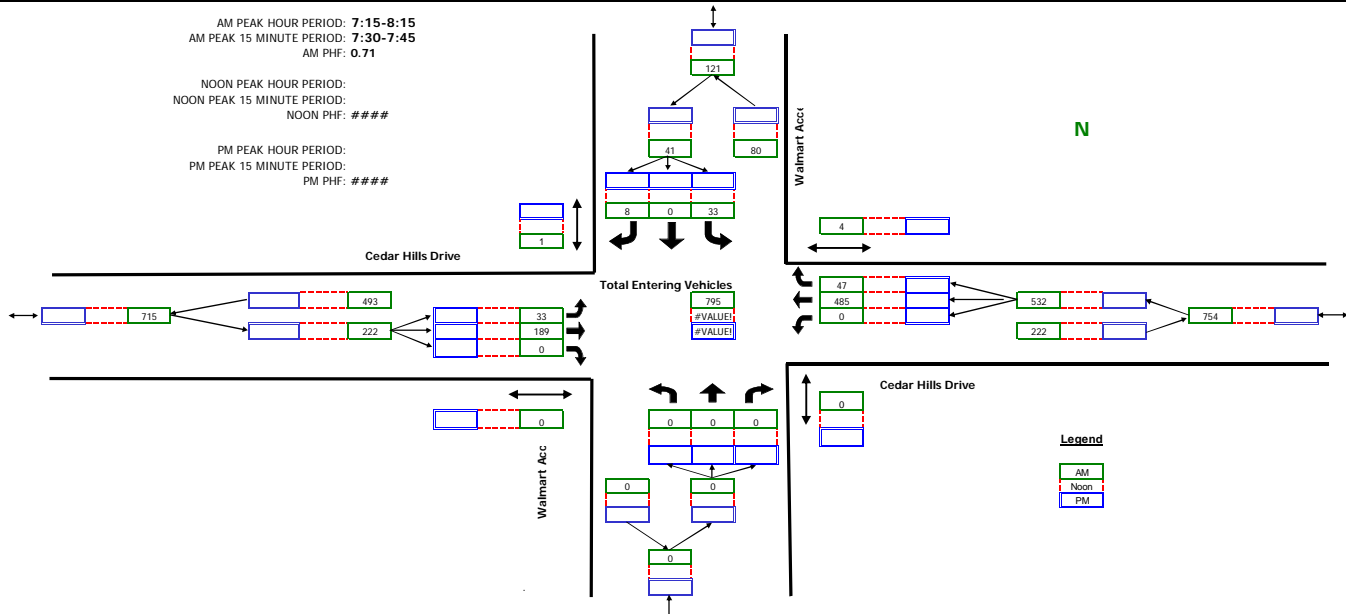 AM PEAK HOUR PERIOD: 7:15-8:15
AM PEAK 15 MINUTE PERIOD: 7:30-7:45
AM PHF: 0.71
NOON PEAK HOUR PERIOD:
NOON PEAK 15 MINUTE PERIOD:
NOON PHF: ####
PM PEAK HOUR PERIOD:
PM PEAK 15 MINUTE PERIOD:
PM PHF: ####
121
41 80
8 0 33
Walmart Acce
N
1
4
Cedar Hills Drive
Total Entering Vehicles
795
#VALUE!
#VALUE!
715
493
222
33
189
0
47
485
0
532
222
754
Cedar Hills Drive
0
0
0 0 0
Walmart Acc
0 0
0
Legend
AM
Noon
PM